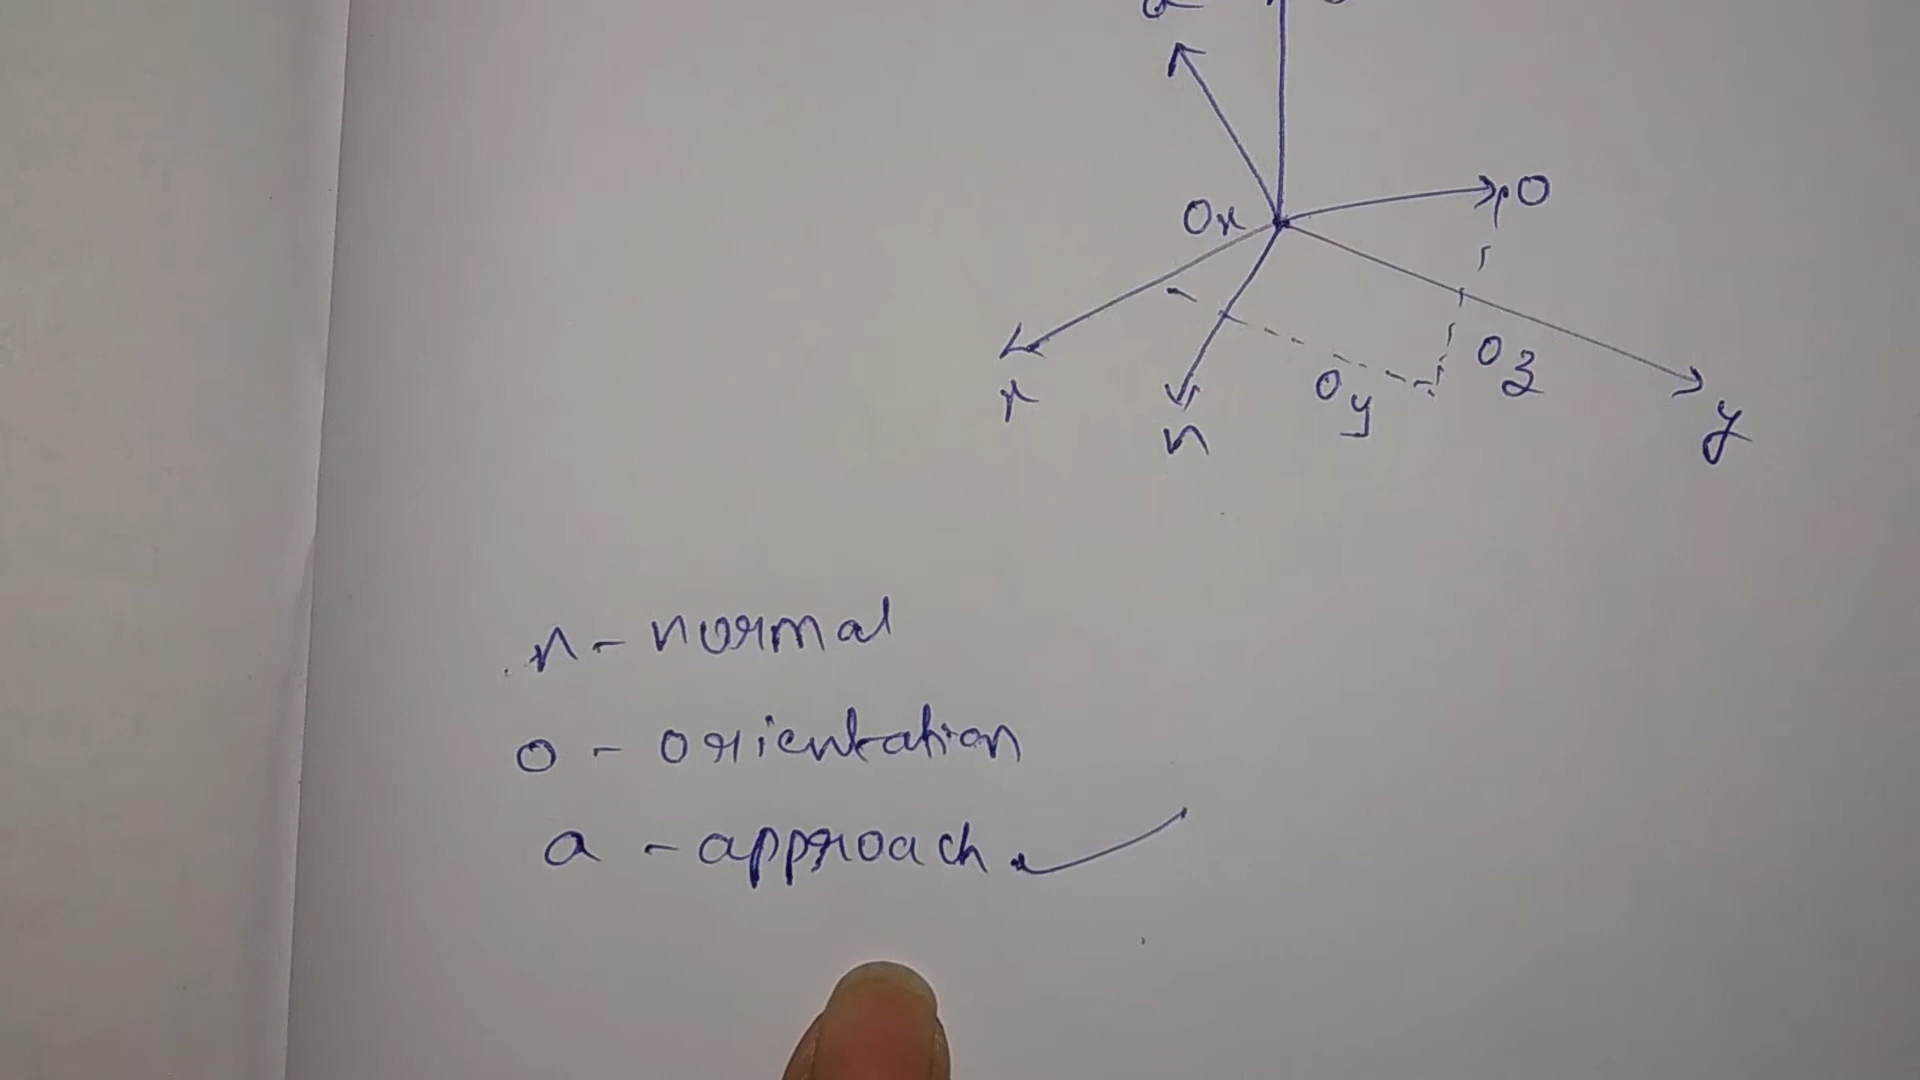 a
Ox
O
Oz
x
Oy
n
y
n - normal
o - orientation
a - approach